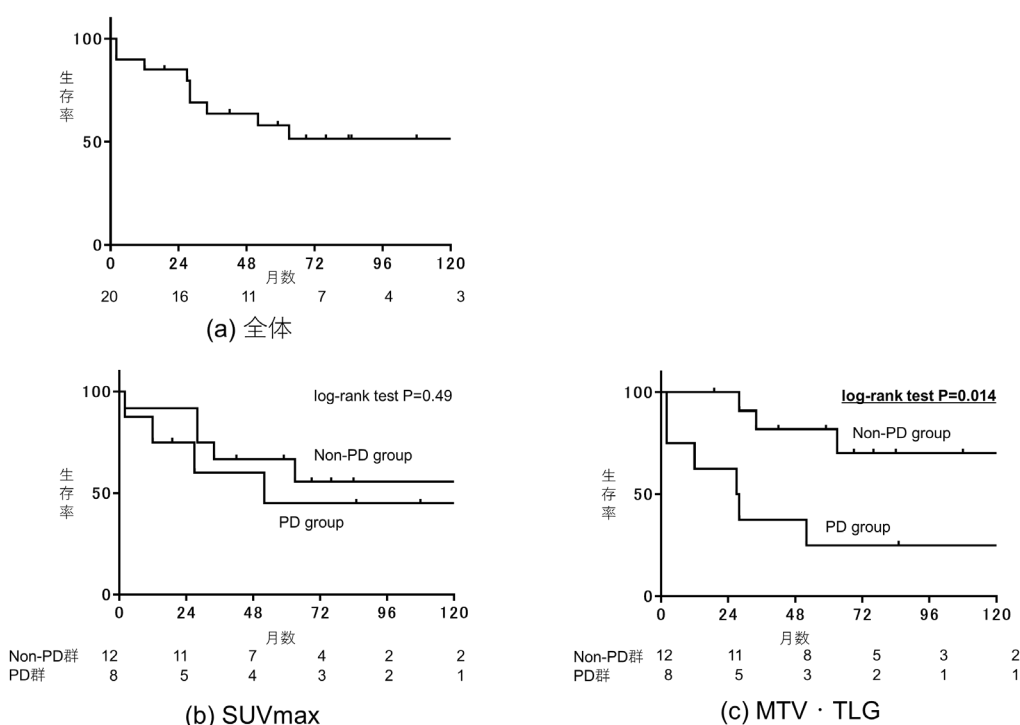 100
50
0
生存率
0 24 48 72 96 120
月数
20 16 11 7 4 3
(a) 全体
100
50
0
生存率
log-rank test P=0.49
Non-PD group
PD group
0 24 48 72 96 120
月数
Non-PD群 12 11 7 4 2 2
PD群 8 5 4 3 2 1
(b) SUVmax
100
50
0
生存率
log-rank test P=0.014
Non-PD group
PD group
0 24 48 72 96 120
月数
Non-PD群 12 11 8 5 3 2
PD群 8 5 3 2 1 1
(c) MTV・TLG